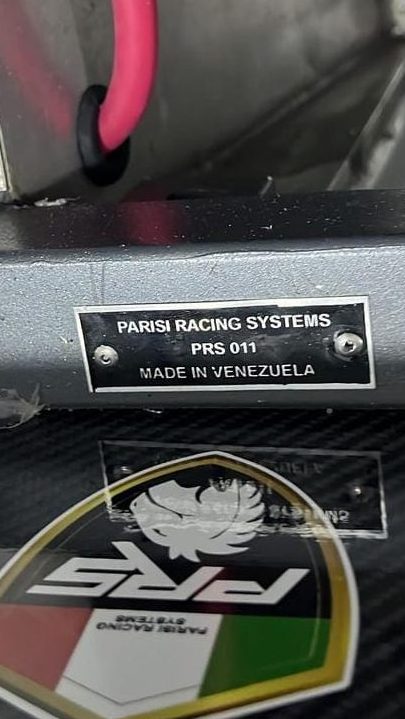 PARISI RACING SYSTEMS
PRS 011
MADE IN VENEZUELA
PRS
PARISI RACING
SYSTEMS